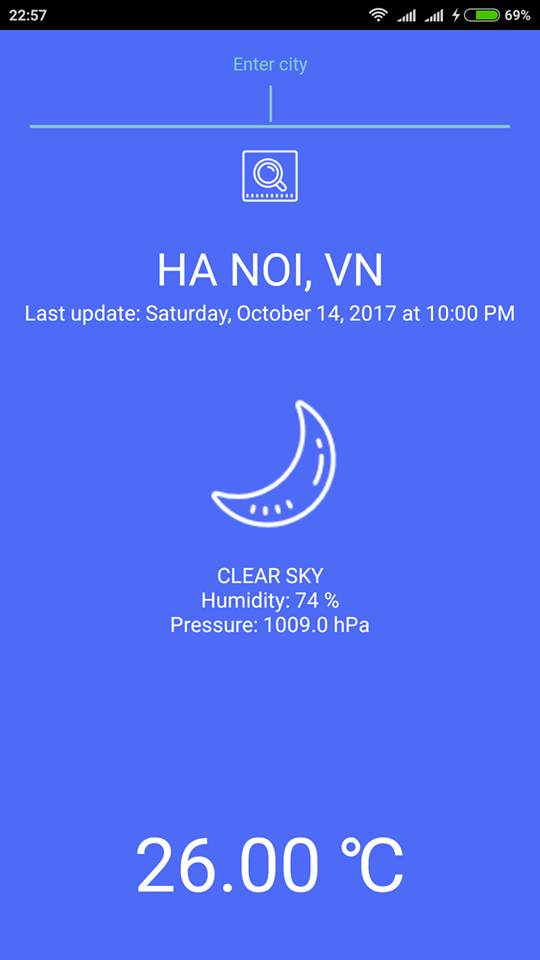 22:57
69%
Enter city
HA NOI, VN
Last update: Saturday, October 14, 2017 at 10:00 PM
CLEAR SKY
Humidity: 74 %
Pressure: 1009.0 hPa
26.00 ℃